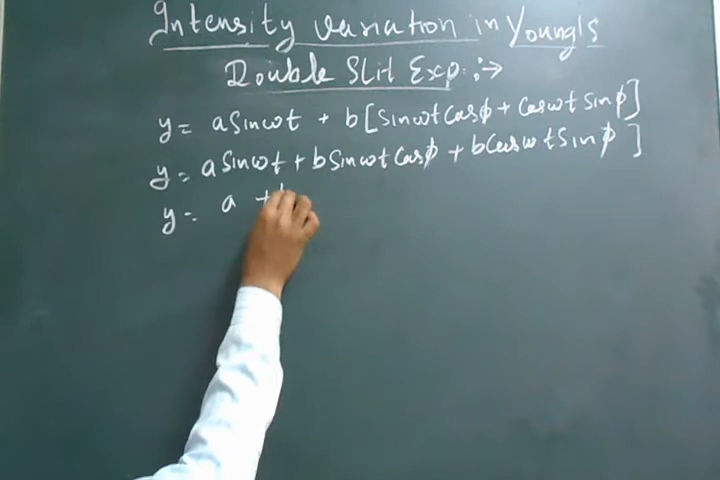 Intensity variation in Young's
Double Slit Exp :→
y = a sinωt + b[sinωt cosϕ + cosωt sinϕ]
y = a sinωt + b sinωt cosϕ + b cosωt sinϕ ]
y = a +